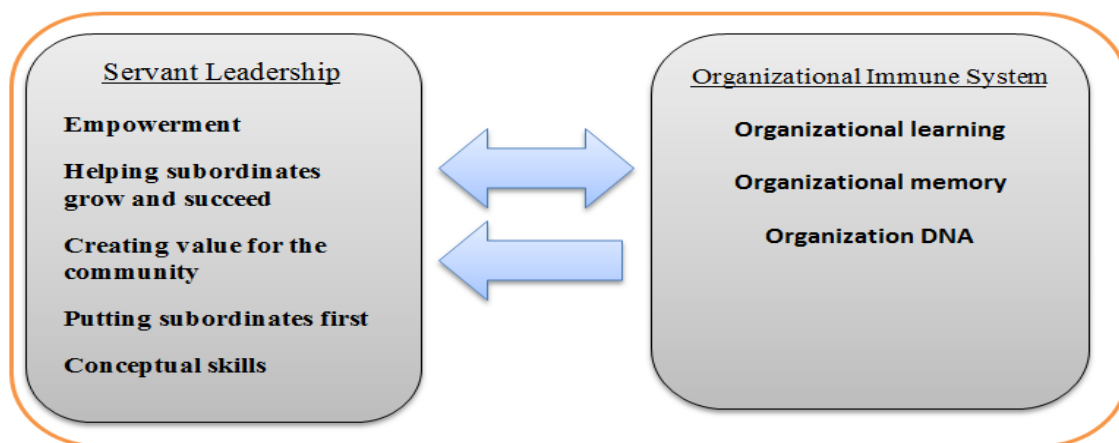 Servant Leadership
Empowerment
Helping subordinates
grow and succeed
Creating value for the
community
Putting subordinates first
Conceptual skills
Organizational Immune System
Organizational learning
Organizational memory
Organization DNA